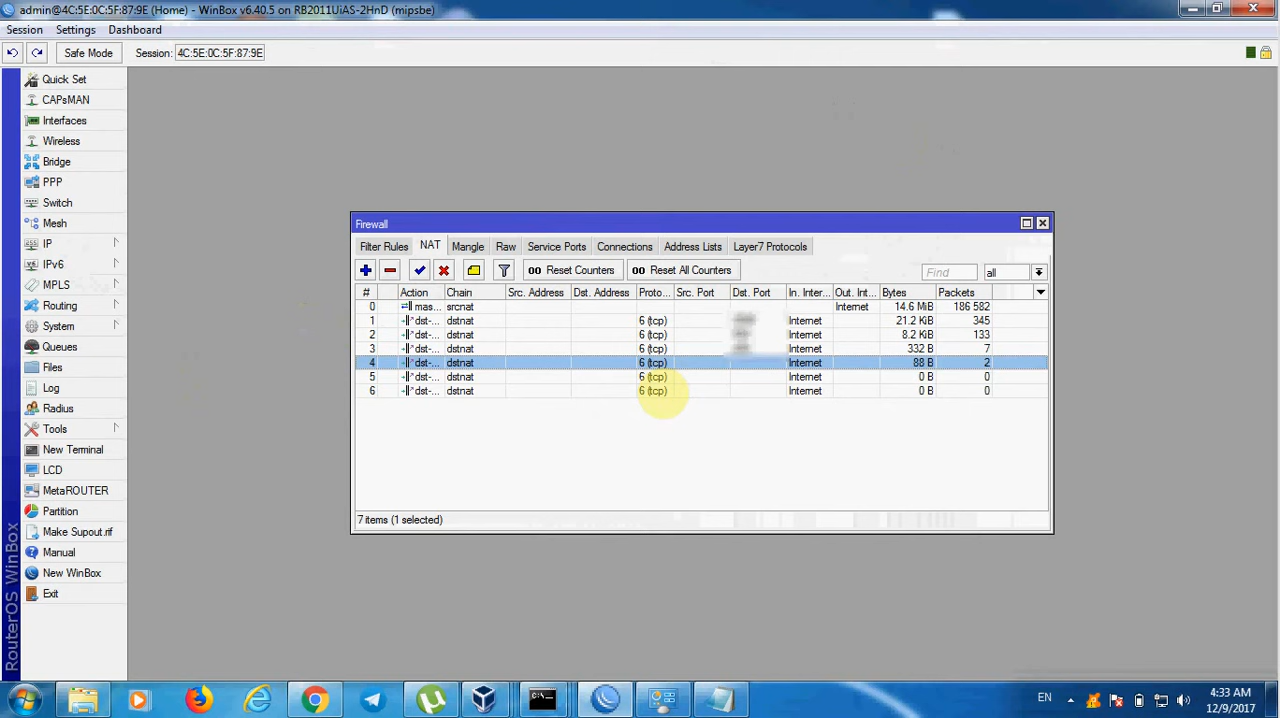 admin@4C:5E:0C:5F:87:9E (Home) - WinBox v6.40.5 on RB2011UiAS-2HnD (mipsbe)
Session Settings Dashboard
Safe Mode Session: 4C:5E:0C:5F:87:9E
Quick Set
CAPsMAN
Interfaces
Wireless
Bridge
PPP
Switch
Mesh
IP
IPv6
MPLS
Routing
System
Queues
Files
Log
Radius
Tools
New Terminal
LCD
MetaROUTER
Partition
Make Supout.rif
Manual
New WinBox
Exit
RouterOS WinBox
Firewall
Filter Rules NAT Mangle Raw Service Ports Connections Address Lists Layer7 Protocols
00 Reset Counters 00 Reset All Counters Find all
# Action Chain Src. Address Dst. Address Proto... Src. Port Dst. Port In. Inter... Out. Int... Bytes Packets
0 mas... srcnat Internet 14.6 MiB 186 582
1 dst-... dstnat 6 (tcp) Internet 21.2 KiB 345
2 dst-... dstnat 6 (tcp) Internet 8.2 KiB 133
3 dst-... dstnat 6 (tcp) Internet 332 B 7
4 dst-... dstnat 6 (tcp) Internet 88 B 2
5 dst-... dstnat 6 (tcp) Internet 0 B 0
6 dst-... dstnat 6 (tcp) Internet 0 B 0
7 items (1 selected)
EN
4:33 AM
12/9/2017